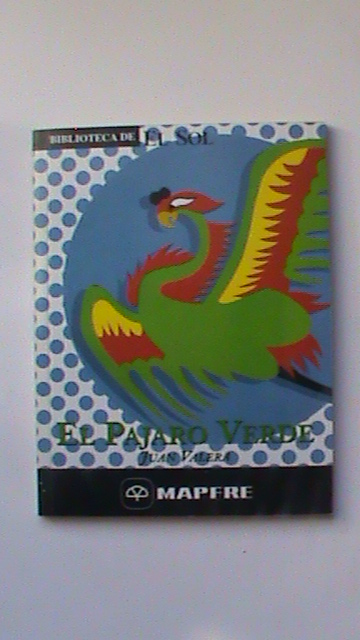 BIBLIOTECA DE EL SOL
EL PAJARO VERDE
JUAN VALERA
MAPFRE